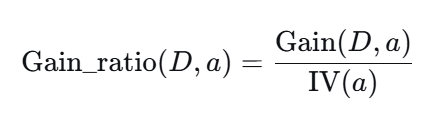 Gain_ratio(D, a) = Gain(D, a) / IV(a)